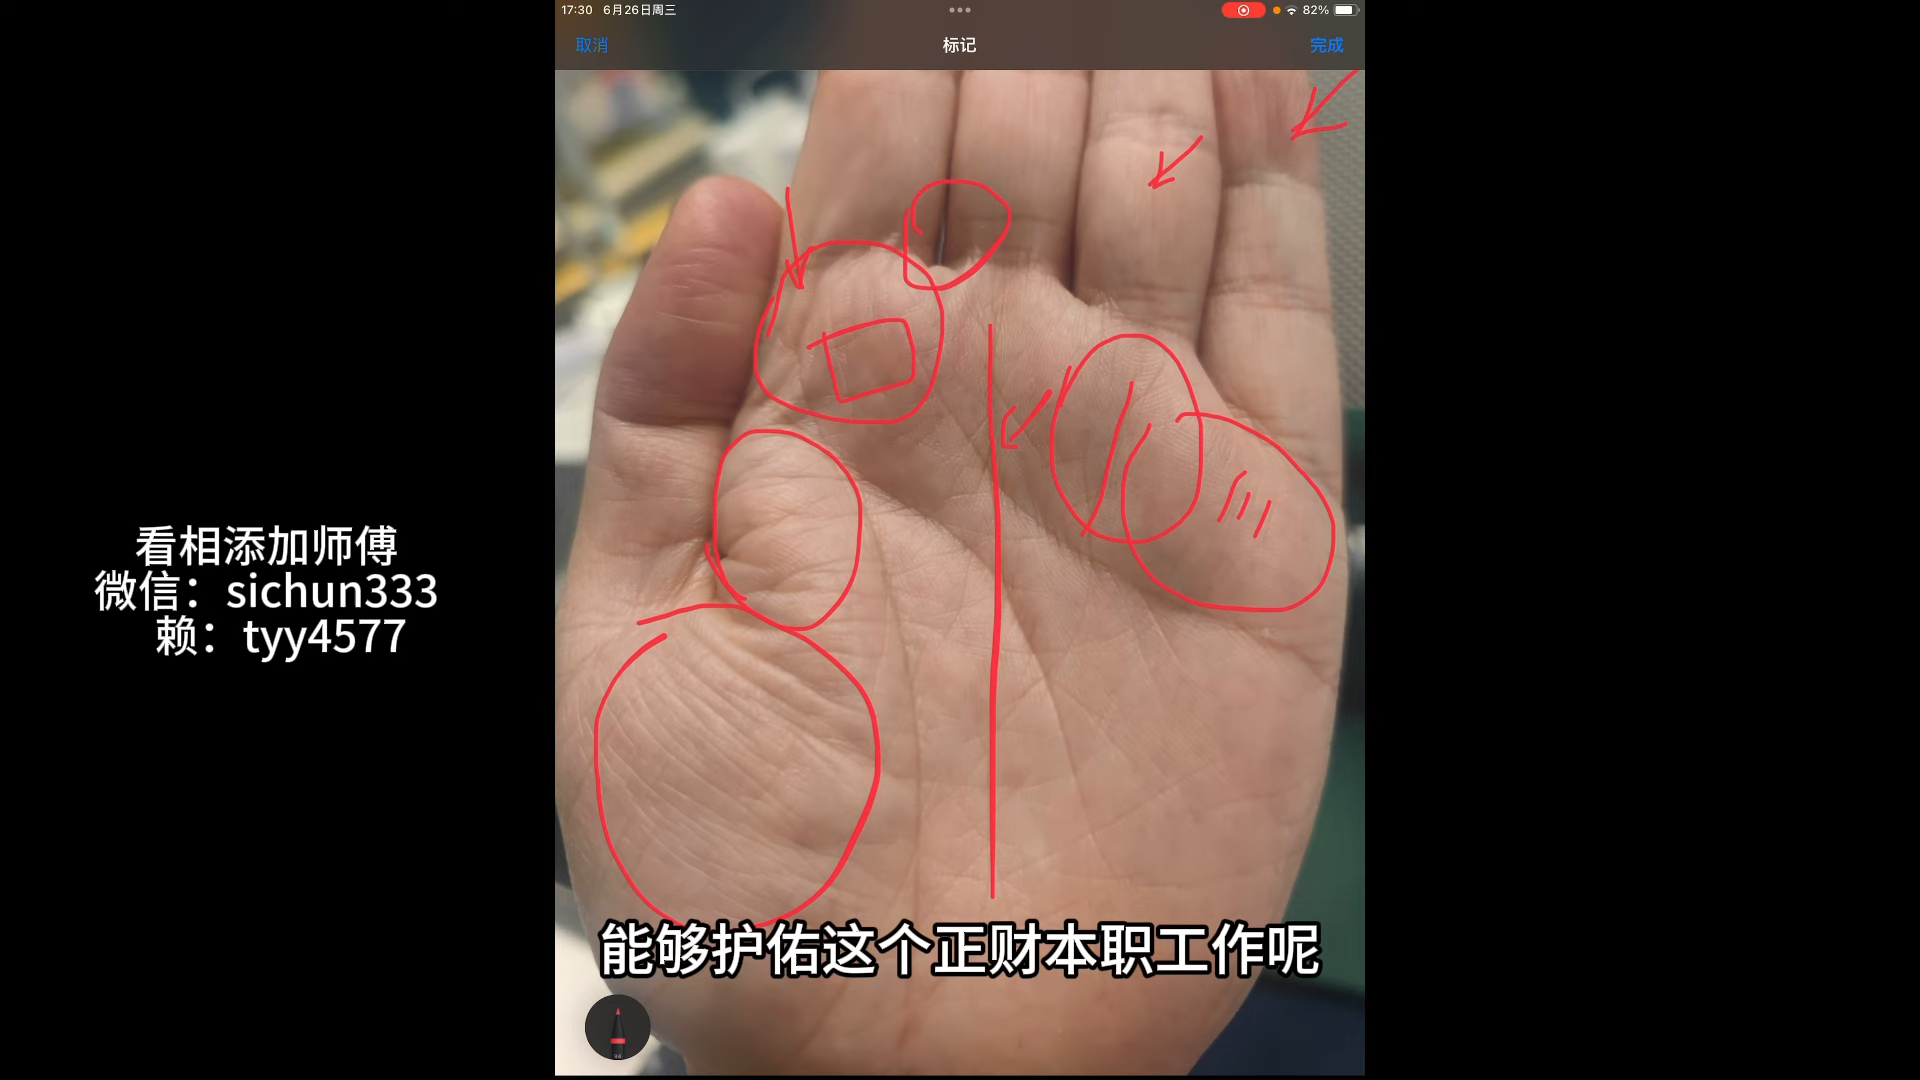 17:30 6月26日周三
82%
取消
标记
完成
看相添加师傅
微信：sichun333
赖：tyy4577
能够护佑这个正财本职工作呢